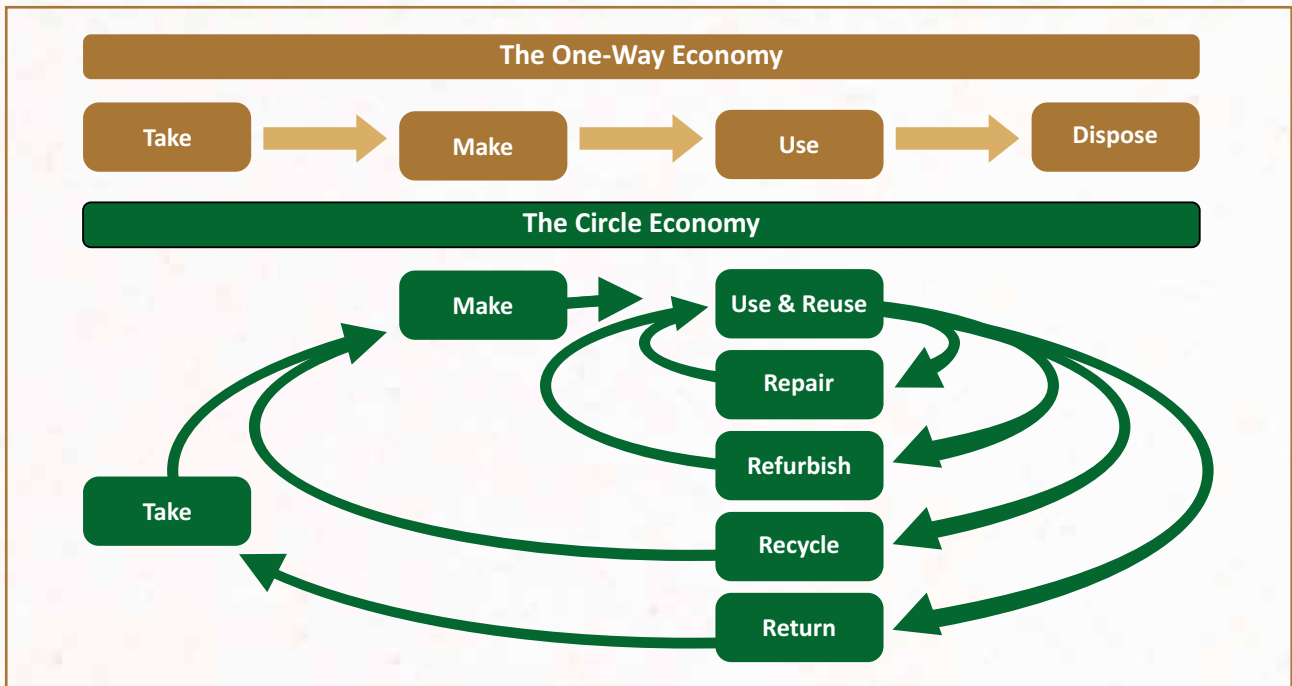 The One-Way Economy
Take
Make
Use
Dispose
The Circle Economy
Make
Use & Reuse
Repair
Refurbish
Take
Recycle
Return